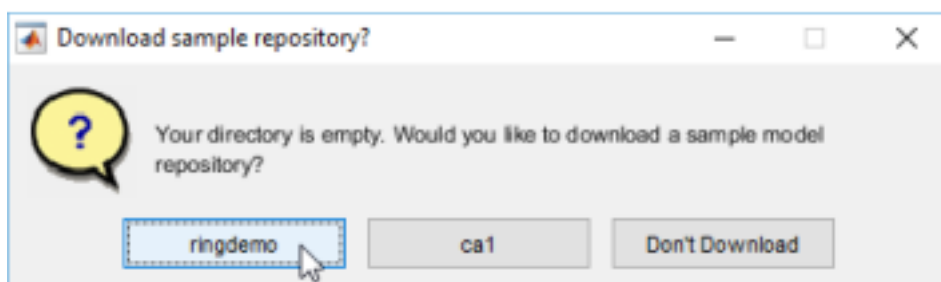 Download sample repository?
?
Your directory is empty. Would you like to download a sample model
repository?
ringdemo
ca1
Don't Download